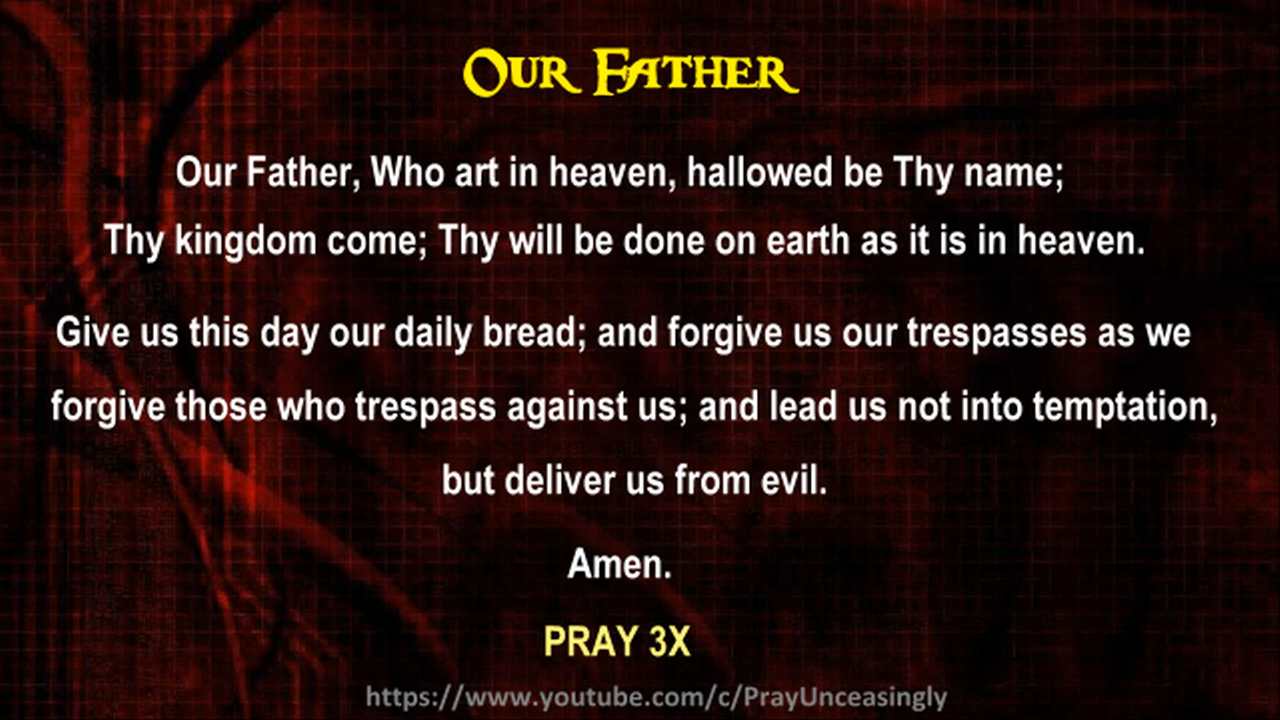 Our Father
Our Father, Who art in heaven, hallowed be Thy name;
Thy kingdom come; Thy will be done on earth as it is in heaven.
Give us this day our daily bread; and forgive us our trespasses as we
forgive those who trespass against us; and lead us not into temptation,
but deliver us from evil.
Amen.
PRAY 3X
https://www.youtube.com/c/PrayUnceasingly